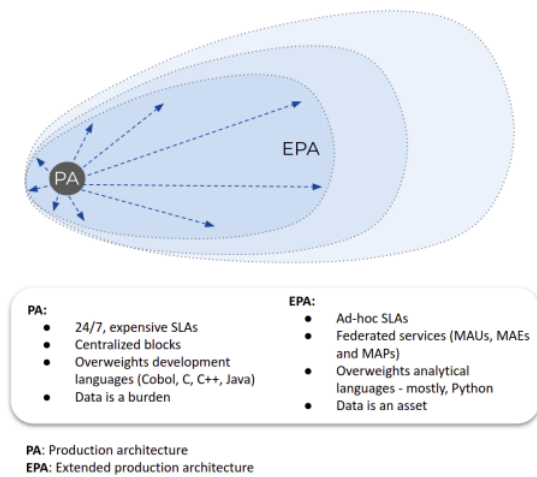 EPA
PA
PA:
● 24/7, expensive SLAs
● Centralized blocks
● Overweights development
languages (Cobol, C, C++, Java)
● Data is a burden
EPA:
● Ad-hoc SLAs
● Federated services (MAUs, MAEs
and MAPs)
● Overweights analytical
languages - mostly, Python
● Data is an asset
PA: Production architecture
EPA: Extended production architecture